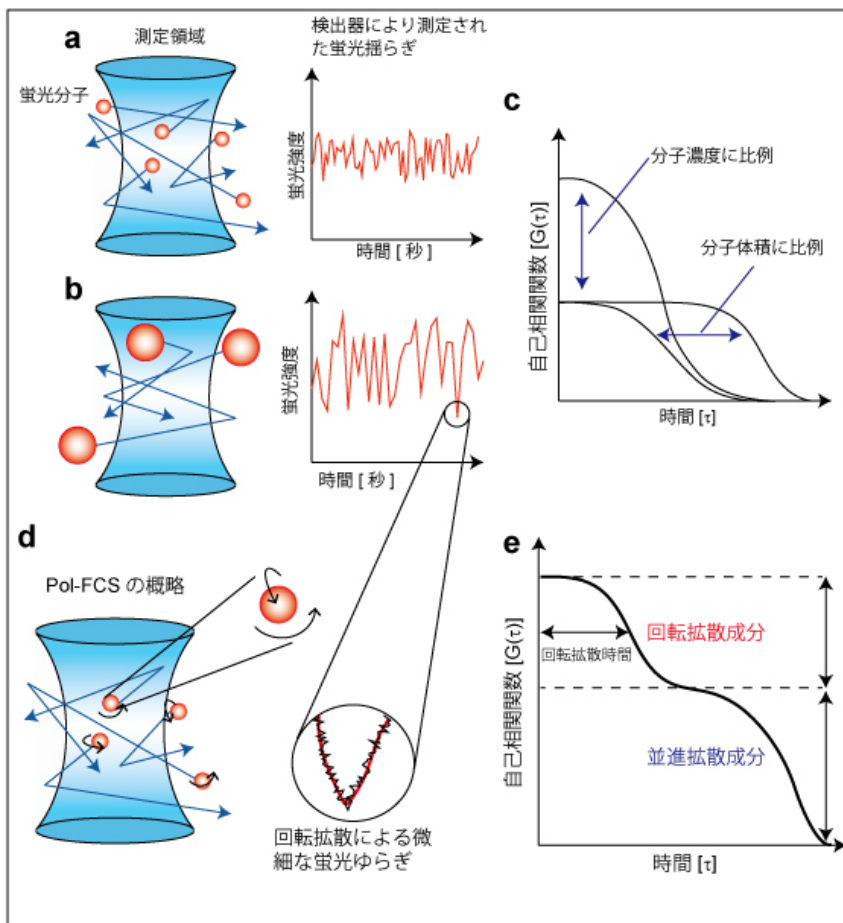 a
測定領域
検出器により測定され
た蛍光揺らぎ
蛍光分子
蛍光強度
時間 [ 秒 ]
b
蛍光強度
時間 [ 秒 ]
c
分子濃度に比例
分子体積に比例
自己相関関数 [G(τ)]
時間 [τ]
d
Pol-FCS の概略
回転拡散による微
細な蛍光ゆらぎ
e
回転拡散成分
回転拡散時間
並進拡散成分
自己相関関数 [G(τ)]
時間 [τ]